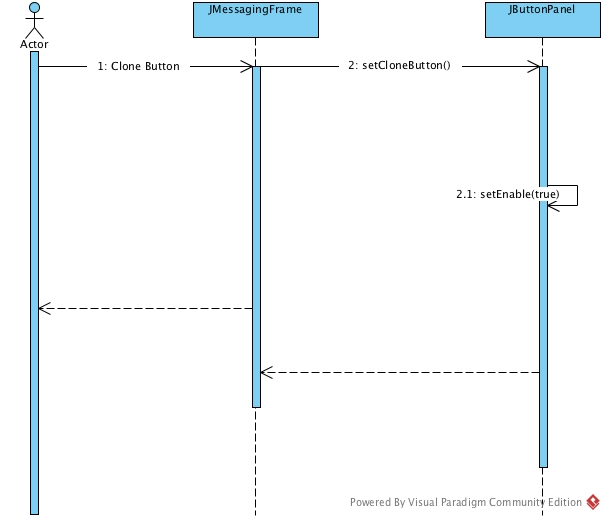 JMessagingFrame
JButtonPanel
Actor
1: Clone Button
2: setCloneButton()
2.1: setEnable(true)
Powered By Visual Paradigm Community Edition